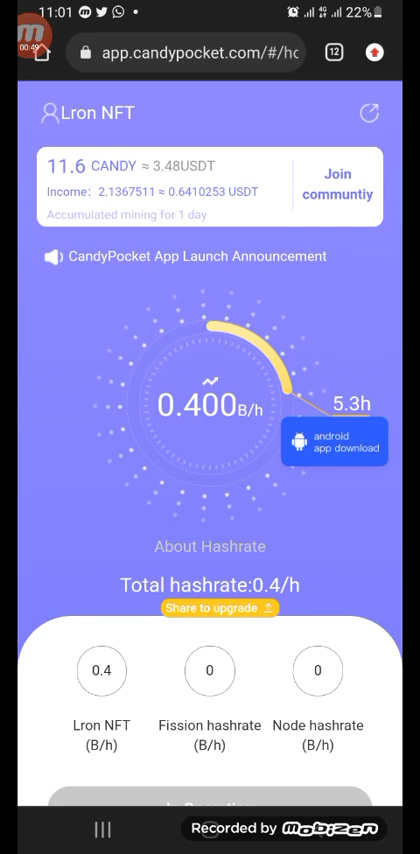 11:01
22%
00:49
app.candypocket.com/#/hc
12
Lron NFT
11.6 CANDY ≈ 3.48USDT
Income: 2.1367511 ≈ 0.6410253 USDT
Accumulated mining for 1 day
Join
communtiy
CandyPocket App Launch Announcement
0.400B/h
5.3h
android
app download
About Hashrate
Total hashrate:0.4/h
Share to upgrade
0.4
0
0
Lron NFT
(B/h)
Fission hashrate
(B/h)
Node hashrate
(B/h)
Recorded by mobizen